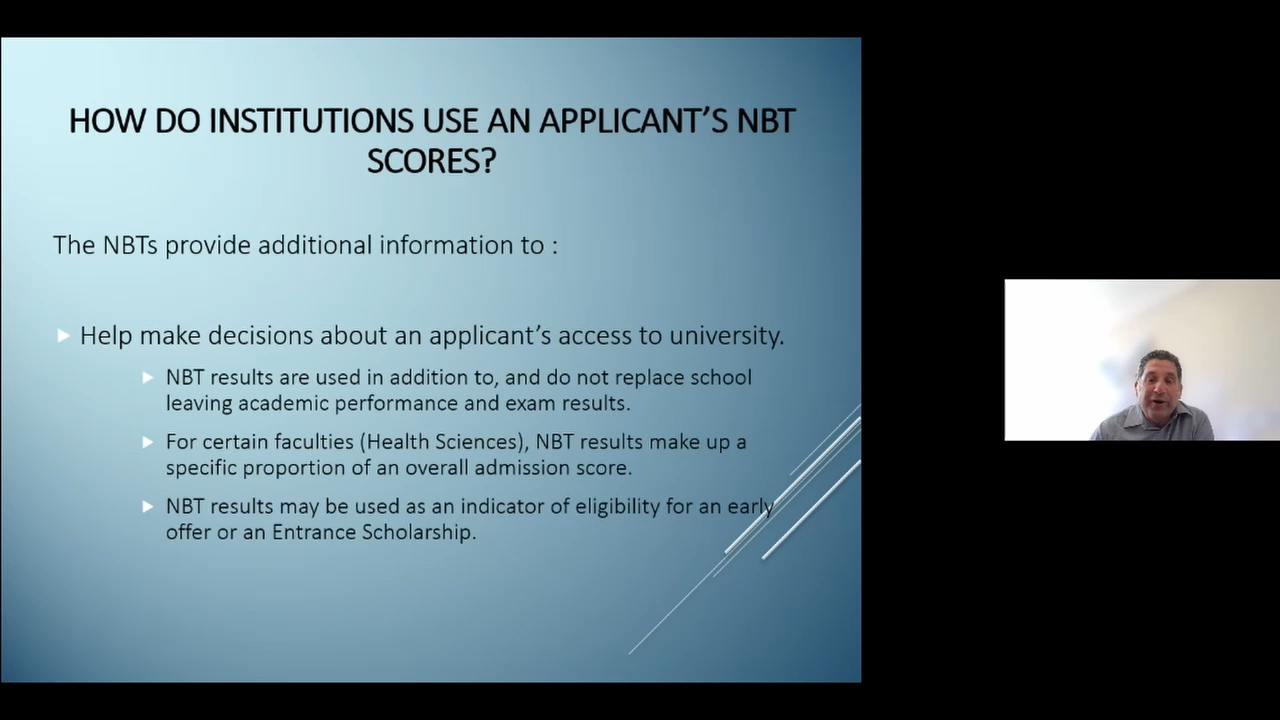 HOW DO INSTITUTIONS USE AN APPLICANT’S NBT
SCORES?
The NBTs provide additional information to :
Help make decisions about an applicant’s access to university.
NBT results are used in addition to, and do not replace school
leaving academic performance and exam results.
For certain faculties (Health Sciences), NBT results make up a
specific proportion of an overall admission score.
NBT results may be used as an indicator of eligibility for an early
offer or an Entrance Scholarship.